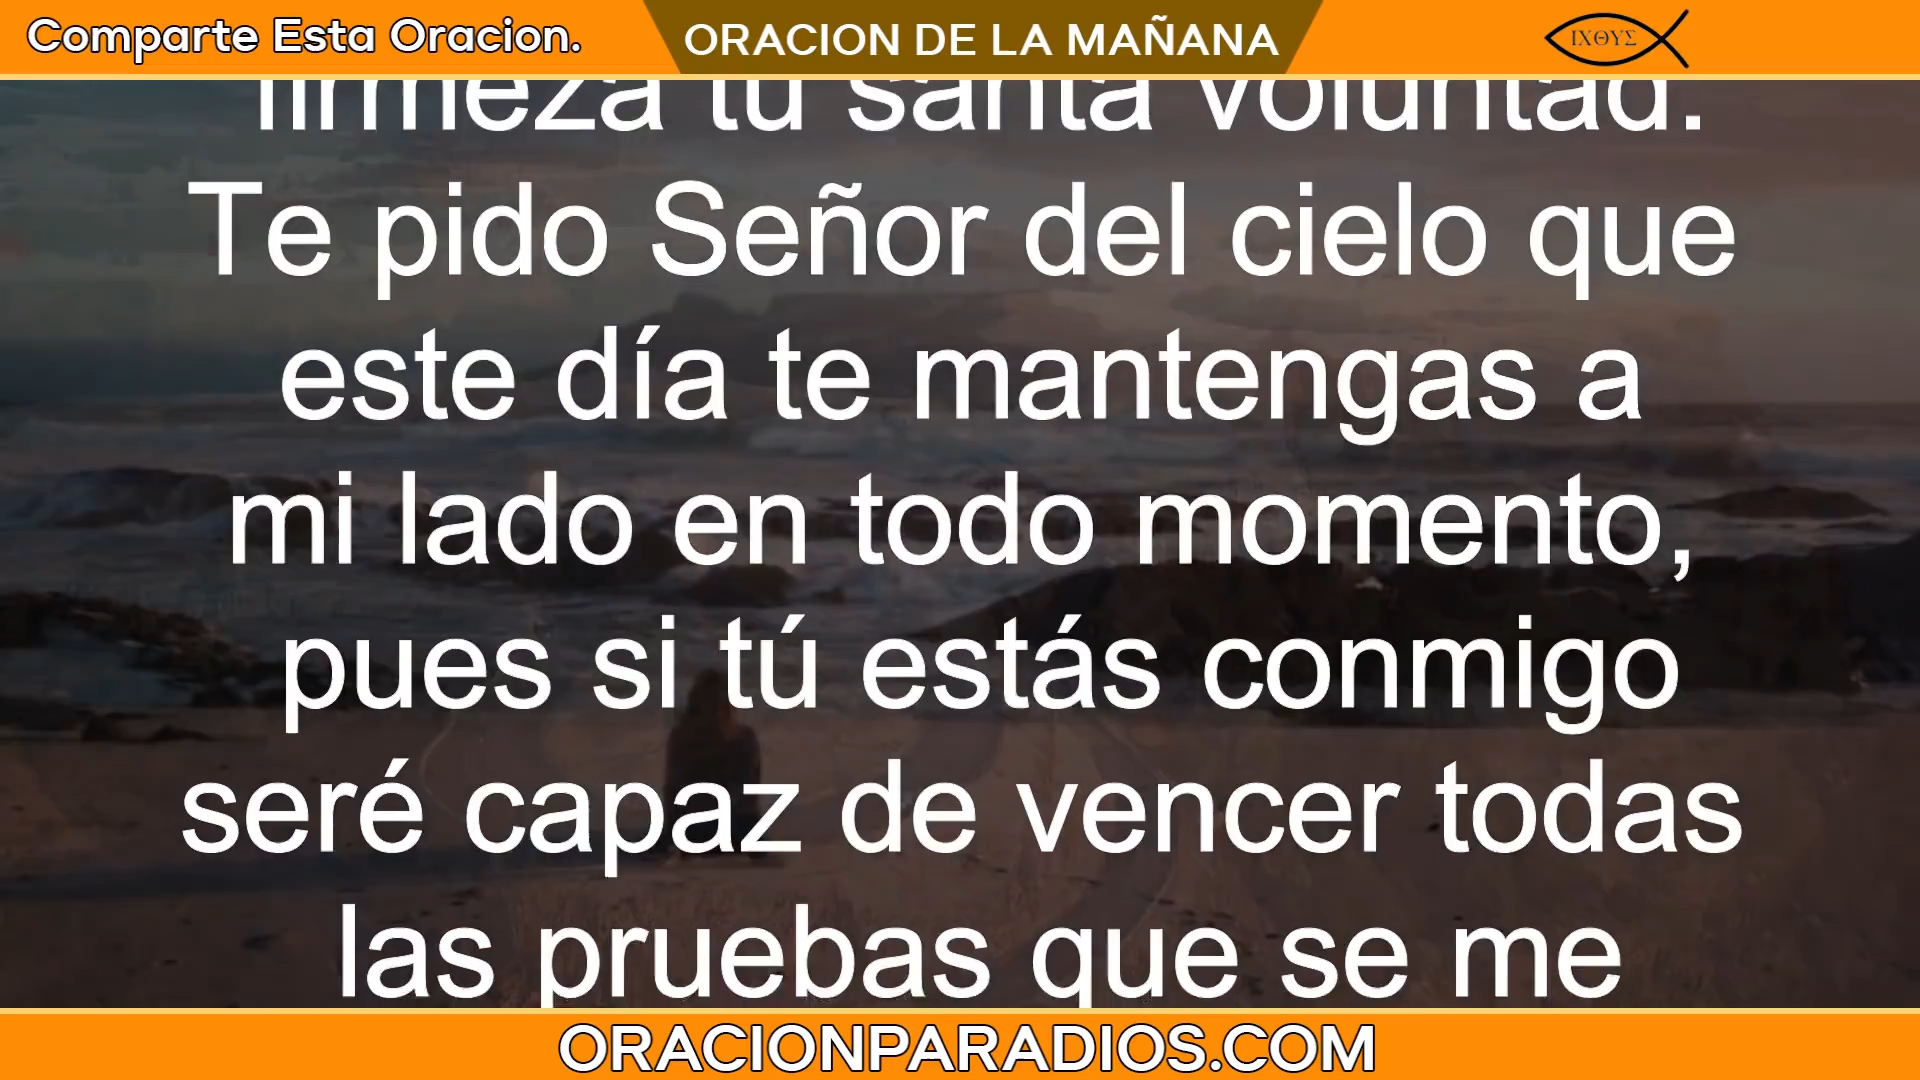 Comparte Esta Oracion.
ORACION DE LA MAÑANA
ΙΧΘΥΣ
firmeza tu santa voluntad.
Te pido Señor del cielo que
este día te mantengas a
mi lado en todo momento,
pues si tú estás conmigo
seré capaz de vencer todas
las pruebas que se me
ORACIONPARADIOS.COM